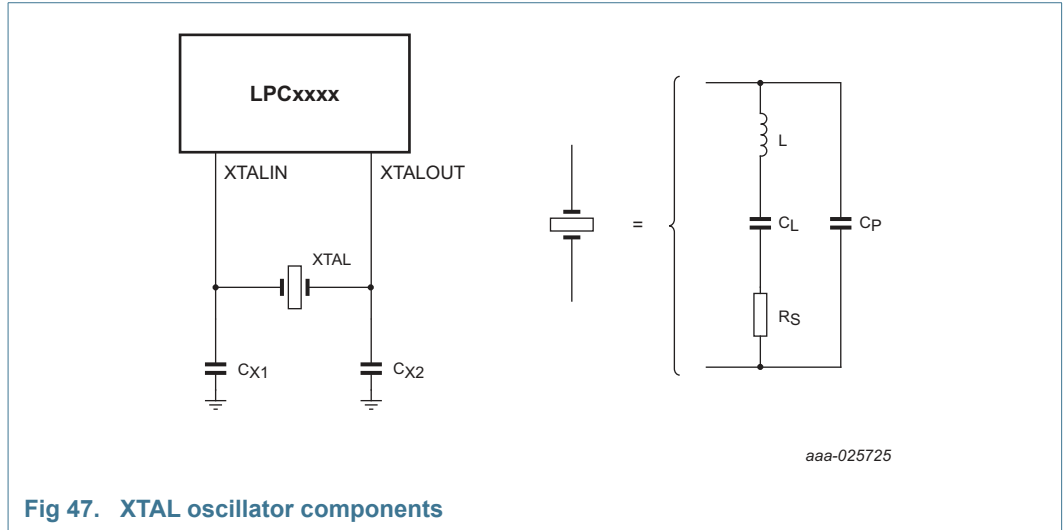 LPCxxxx
XTALIN
XTALOUT
XTAL
CX1
CX2
=
L
CL
CP
RS
aaa-025725
Fig 47. XTAL oscillator components